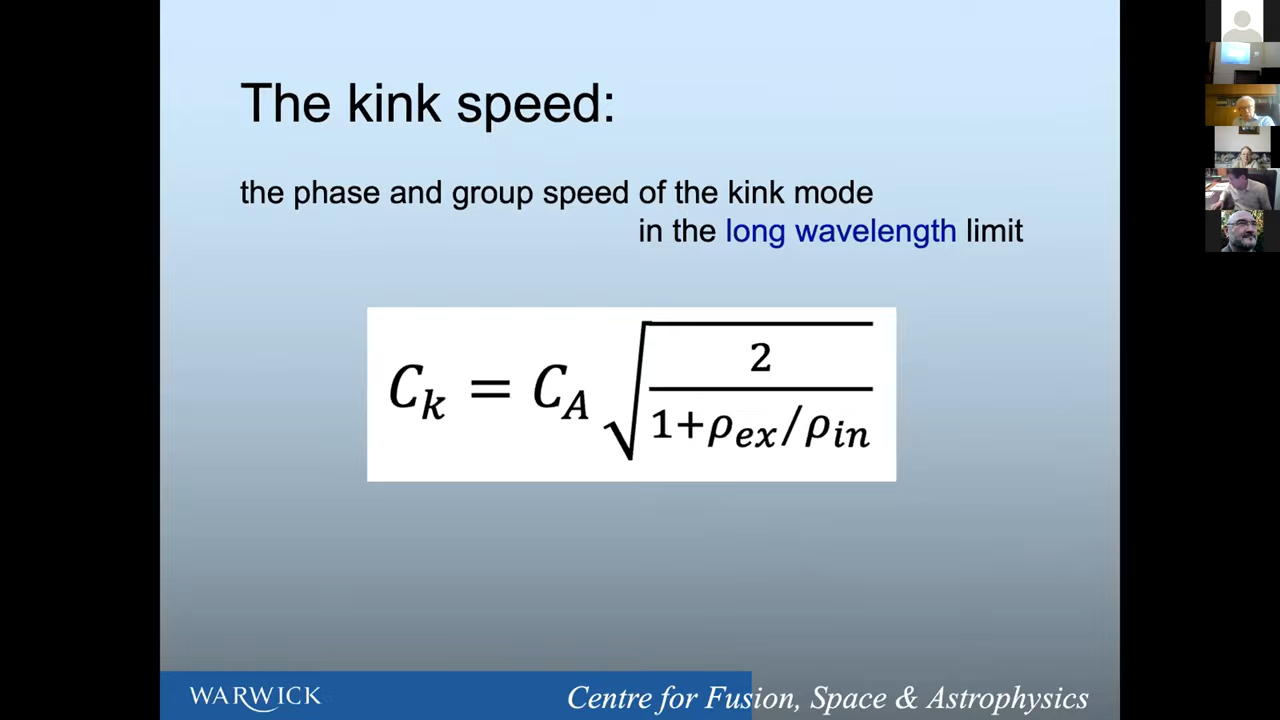 The kink speed:
the phase and group speed of the kink mode
in the long wavelength limit
C_k = C_A √(2 / (1+ρ_ex/ρ_in))
WARWICK
Centre for Fusion, Space & Astrophysics